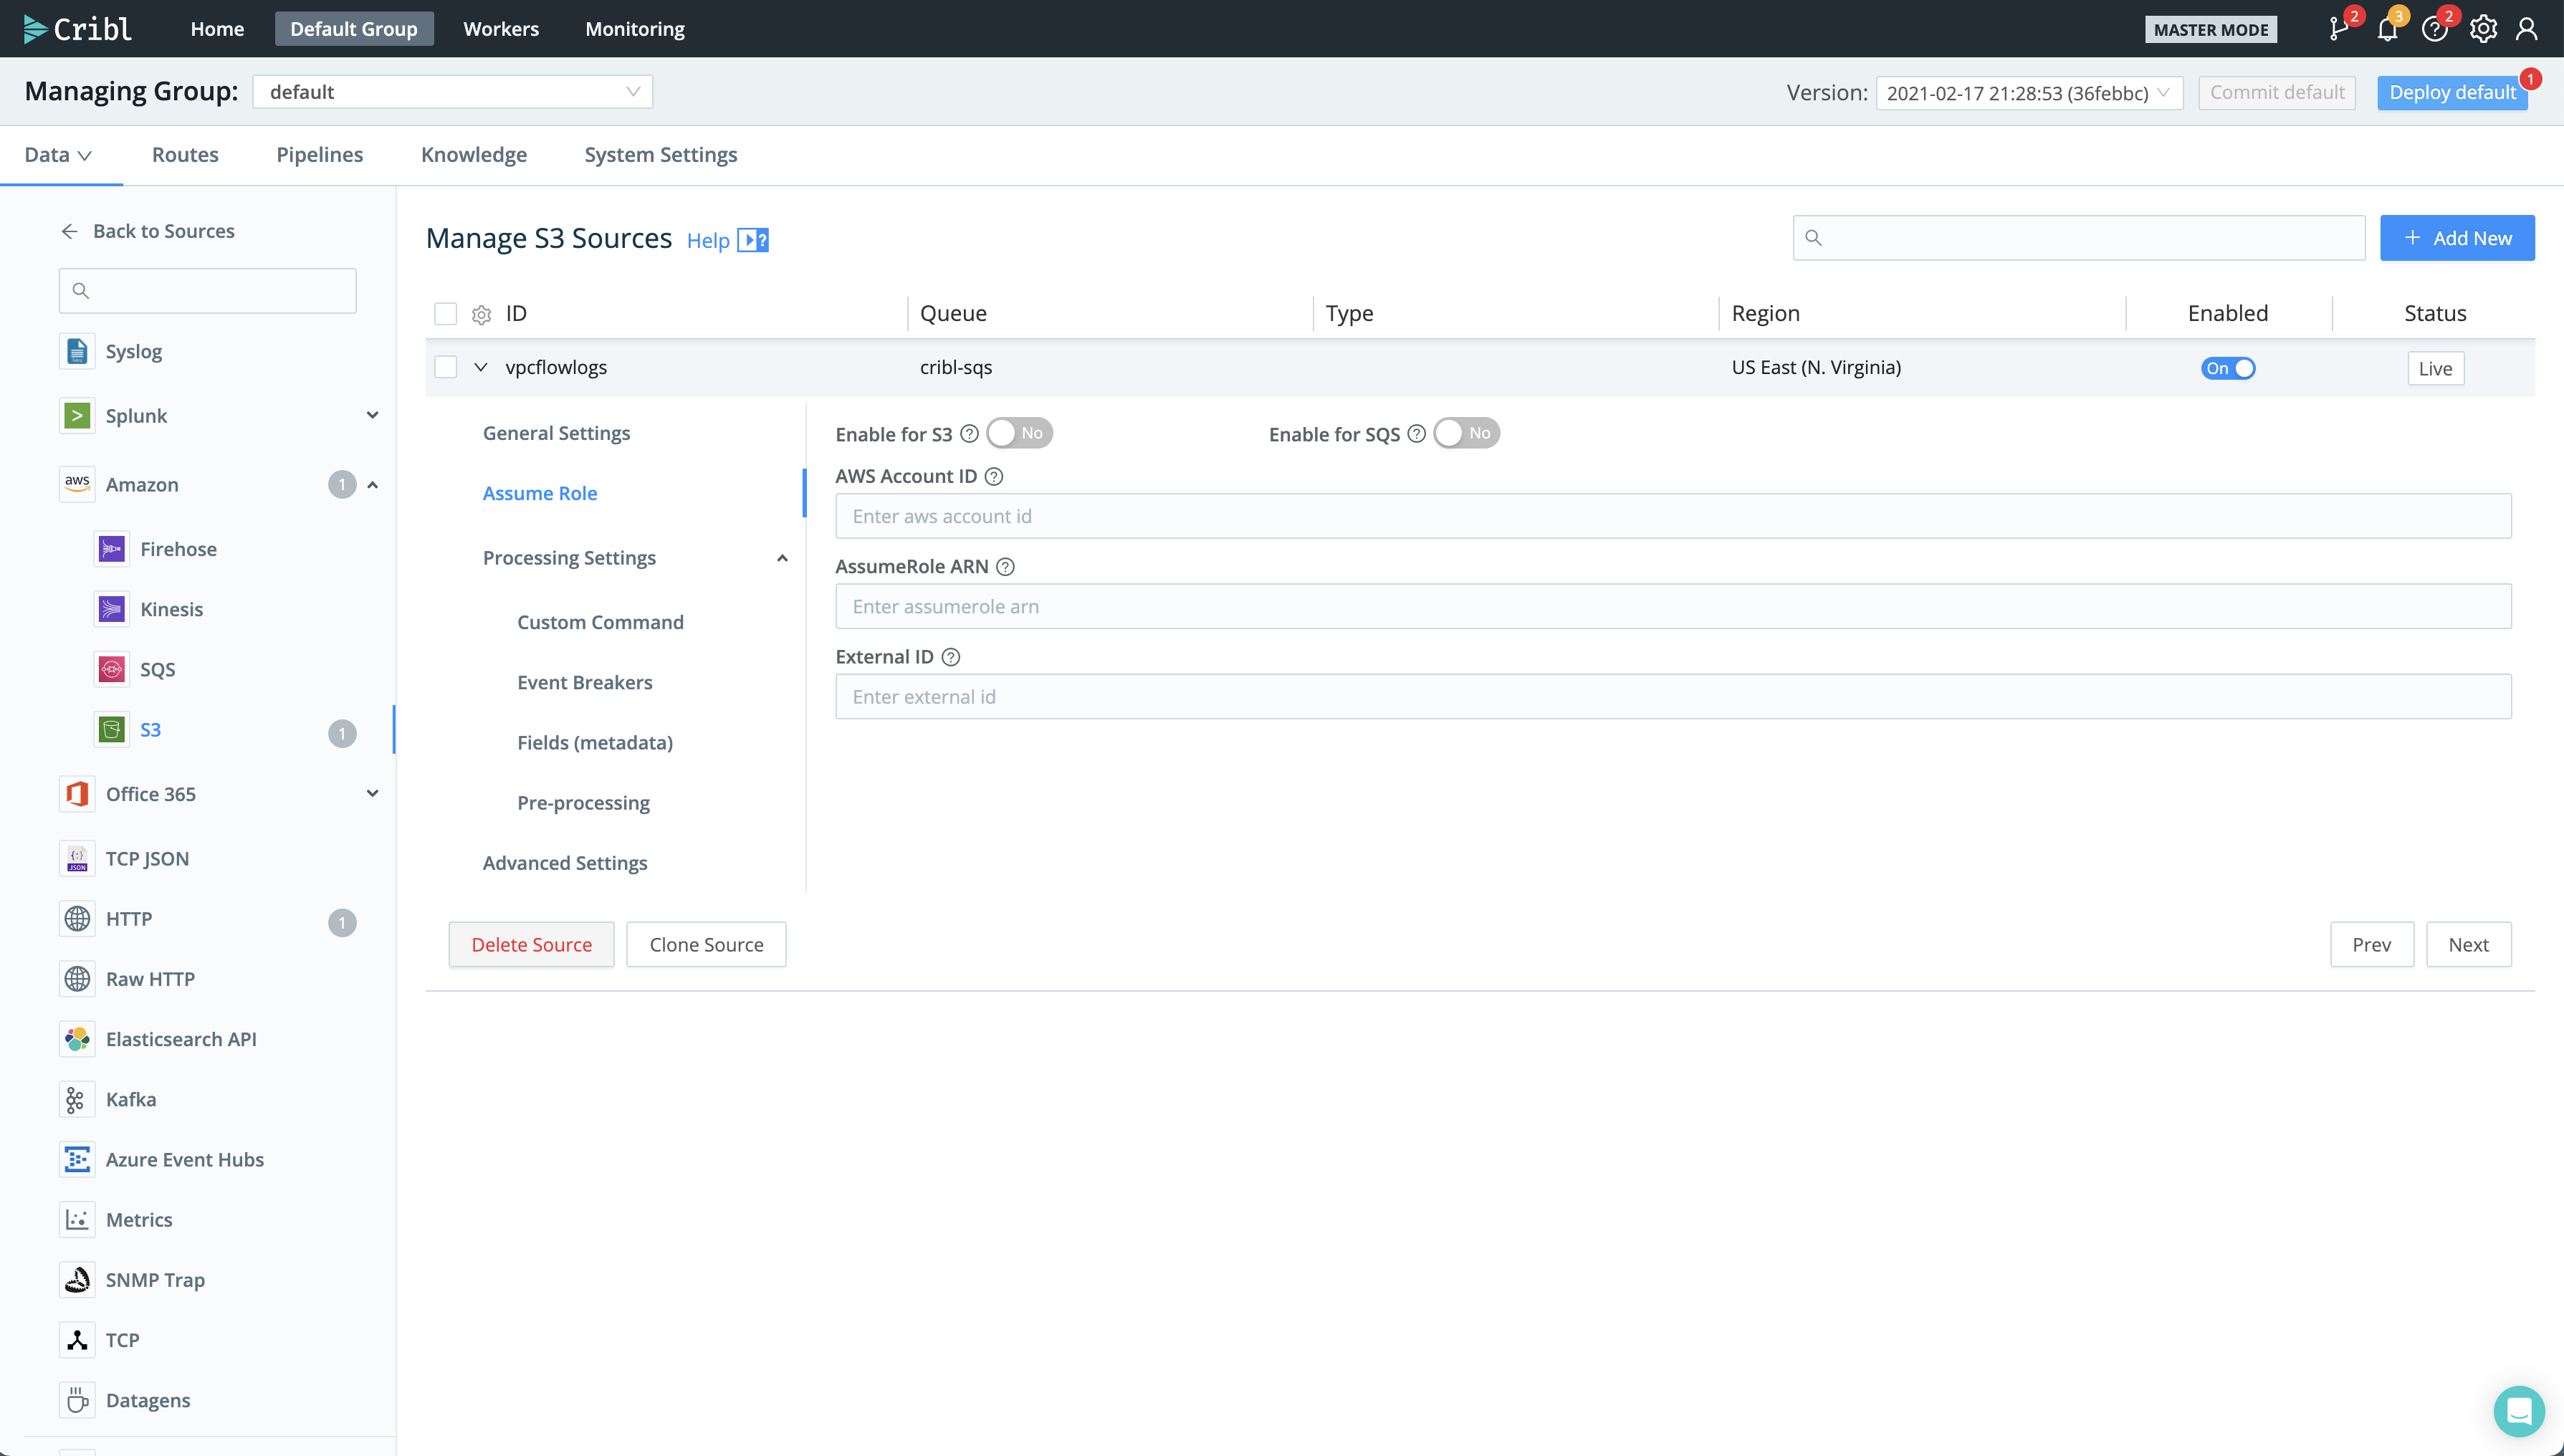 Cribl Home Default Group Workers Monitoring MASTER MODE 2 3 2
Managing Group: default Version: 2021-02-17 21:28:53 (36febbc) Commit default Deploy default 1
Data Routes Pipelines Knowledge System Settings
Back to Sources
Syslog
Splunk
aws Amazon 1
Firehose
Kinesis
SQS
S3 1
Office 365
JSON TCP JSON
HTTP 1
Raw HTTP
Elasticsearch API
Kafka
Azure Event Hubs
Metrics
SNMP Trap
TCP
Datagens
Manage S3 Sources Help ? Add New
ID Queue Type Region Enabled Status
vpcflowlogs cribl-sqs US East (N. Virginia) On Live
General Settings
Assume Role
Processing Settings
Custom Command
Event Breakers
Fields (metadata)
Pre-processing
Advanced Settings
Enable for S3 ? No Enable for SQS ? No
AWS Account ID ?
Enter aws account id
AssumeRole ARN ?
Enter assumerole arn
External ID ?
Enter external id
Delete Source Clone Source Prev Next